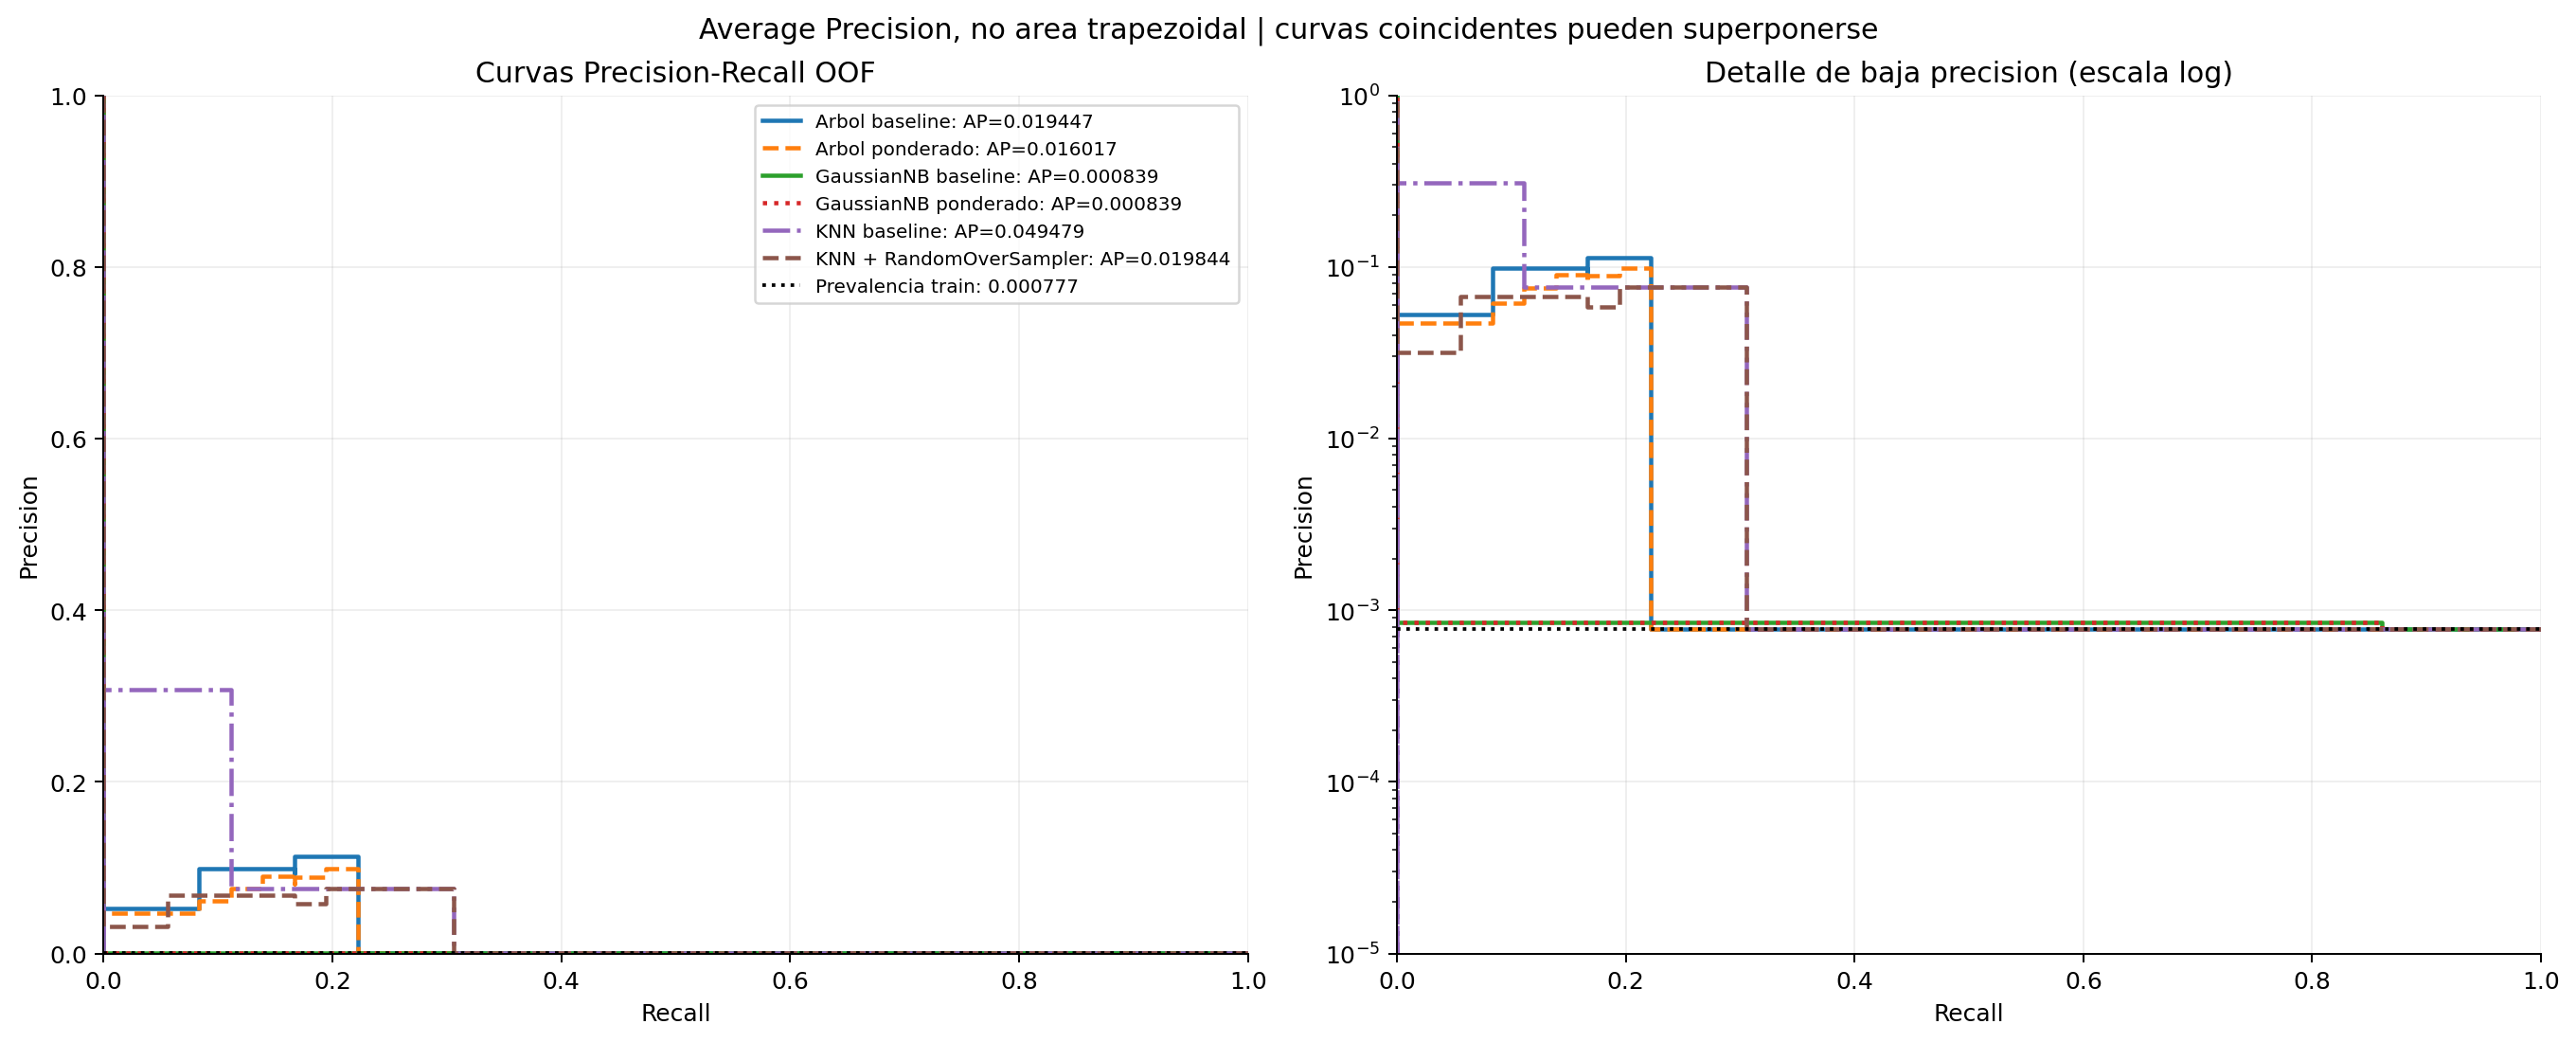 Average Precision, no area trapezoidal | curvas coincidentes pueden superponerse
Curvas Precision-Recall OOF
1.0
0.8
0.6
0.4
0.2
0.0
Precision
0.0 0.2 0.4 0.6 0.8 1.0
Recall
Arbol baseline: AP=0.019447
Arbol ponderado: AP=0.016017
GaussianNB baseline: AP=0.000839
GaussianNB ponderado: AP=0.000839
KNN baseline: AP=0.049479
KNN + RandomOverSampler: AP=0.019844
Prevalencia train: 0.000777
Detalle de baja precision (escala log)
10⁰
10⁻¹
10⁻²
10⁻³
10⁻⁴
10⁻⁵
Precision
0.0 0.2 0.4 0.6 0.8 1.0
Recall